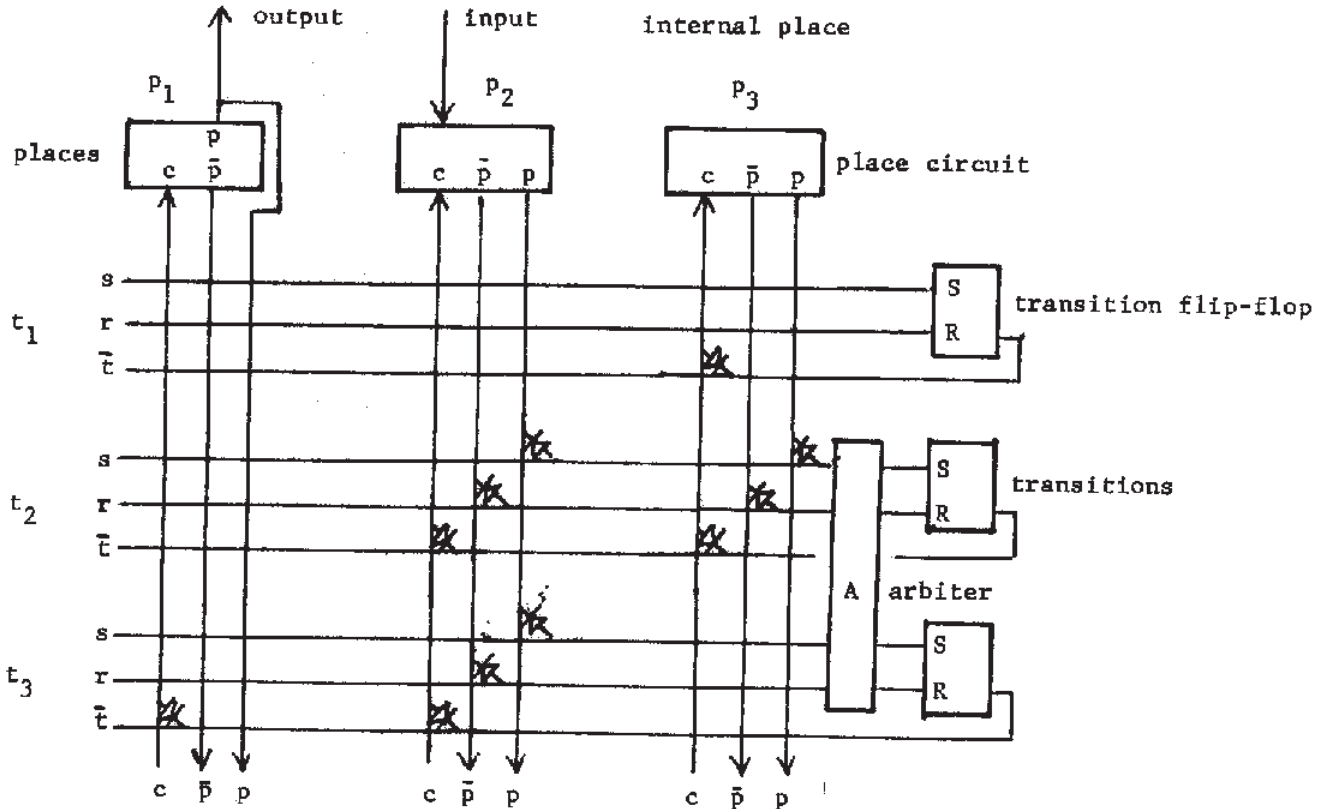 output input internal place
p1 p2 p3
places p c p̄ c p̄ p c p̄ p place circuit
s S transition flip-flop
t1 r R
t̄
s S
t2 r R transitions
t̄
A arbiter
s S
t3 r R
t̄
c p̄ p c p̄ p c p̄ p